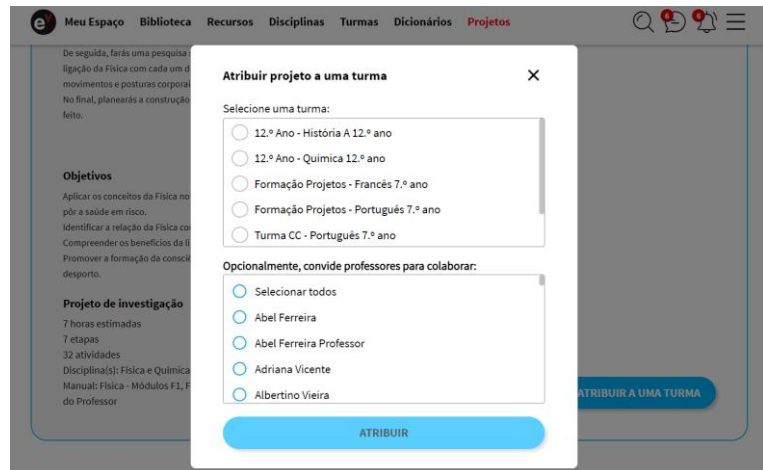 Meu Espaço Biblioteca Recursos Disciplinas Turmas Dicionários Projetos
De seguida, farás uma pesquisa
ligação da Física com cada um d
movimentos e posturas corporai
No final, planearás a construção
feito.
Objetivos
Aplicar os conceitos da Física no
pôr a saúde em risco.
Identificar a relação da Física co
Compreender os benefícios da li
Promover a formação da consciê
desporto.
Projeto de investigação
7 horas estimadas
7 etapas
32 atividades
Disciplina(s): Física e Química
Manual: Física - Módulos F1, F
do Professor
Atribuir projeto a uma turma
Selecione uma turma:
12.º Ano - História A 12.º ano
12.º Ano - Química 12.º ano
Formação Projetos - Francês 7.º ano
Formação Projetos - Português 7.º ano
Turma CC - Português 7.º ano
Opcionalmente, convide professores para colaborar:
Selecionar todos
Abel Ferreira
Abel Ferreira Professor
Adriana Vicente
Albertino Vieira
ATRIBUIR
ATRIBUIR A UMA TURMA